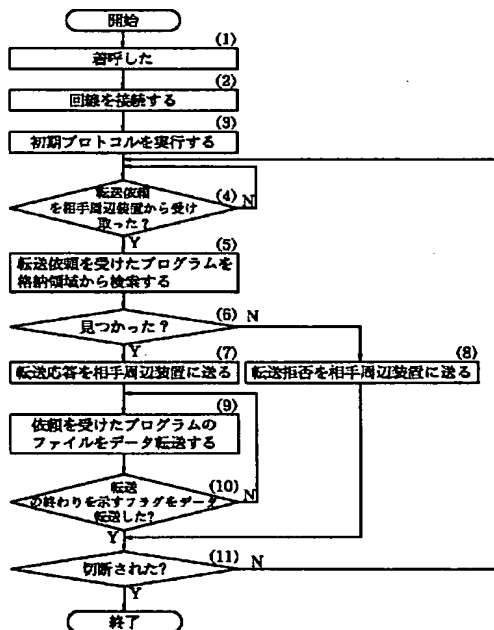 開始
(1)
着呼した
(2)
回線を接続する
(3)
初期プロトコルを実行する
(4)
転送依頼
を相手周辺装置から受け
取った?
N
Y
(5)
転送依頼を受けたプログラムを
格納領域から検索する
(6)
見つかった?
N
Y
(7)
転送応答を相手周辺装置に送る
(8)
転送拒否を相手周辺装置に送る
(9)
依頼を受けたプログラムの
ファイルをデータ転送する
(10)
転送
の終わりを示すフラグをデータ
転送した?
N
Y
(11)
切断された?
N
Y
終了